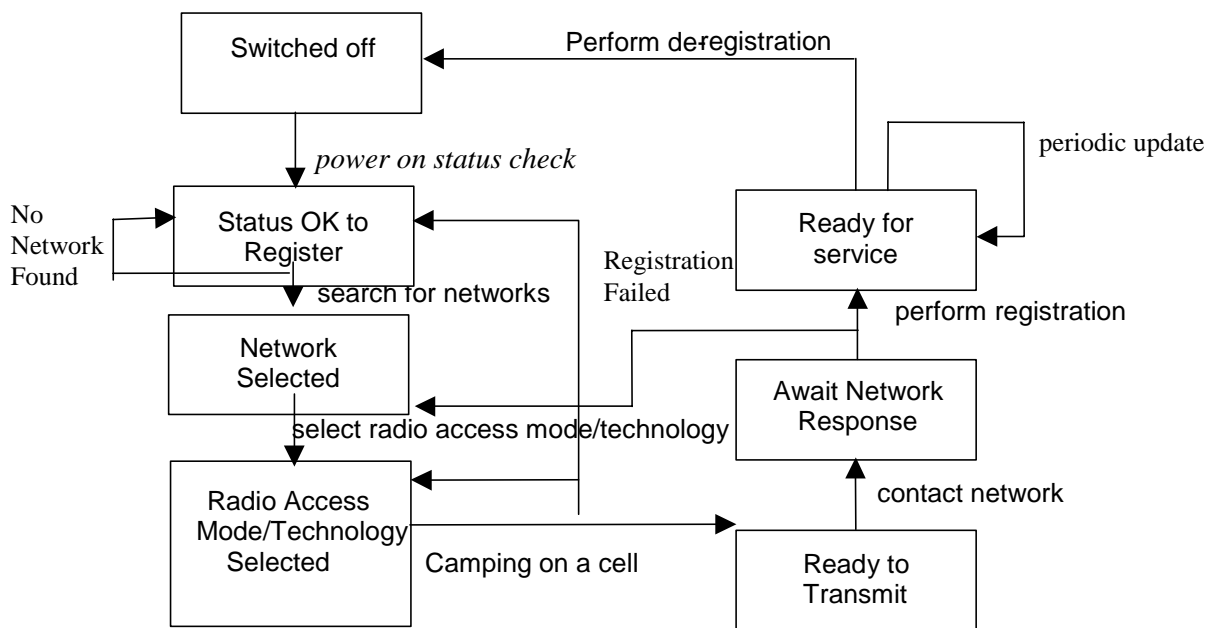 Switched off
Perform de-registration
power on status check
periodic update
No
Network
Found
Status OK to
Register
Ready for
service
Registration
Failed
search for networks
perform registration
Network
Selected
Await Network
Response
select radio access mode/technology
Radio Access
Mode/Technology
Selected
contact network
Camping on a cell
Ready to
Transmit